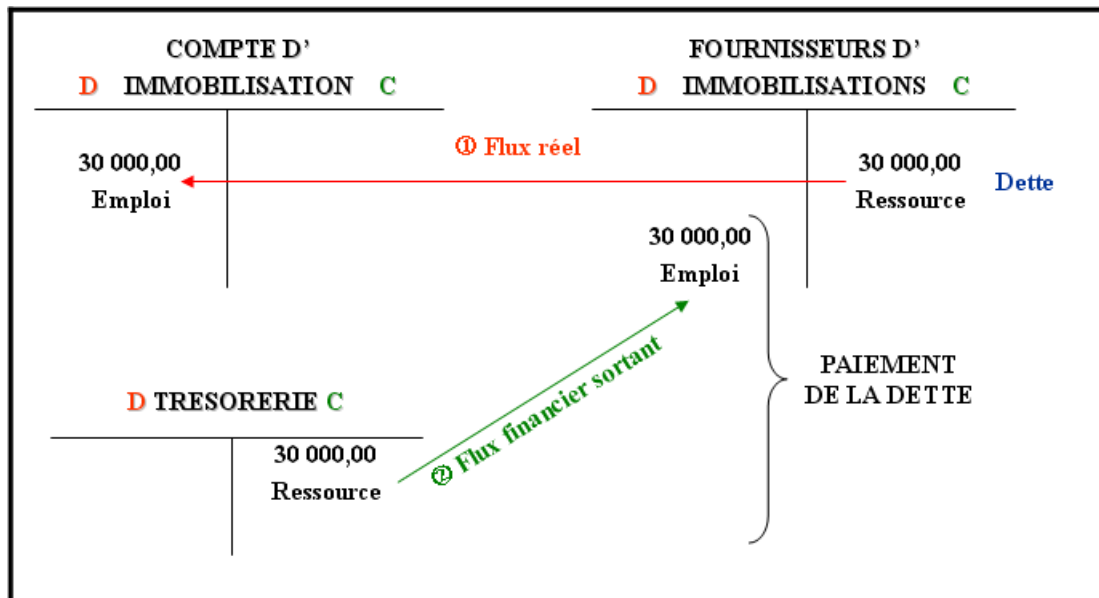 COMPTE D'
D IMMOBILISATION C
FOURNISSEURS D'
D IMMOBILISATIONS C
① Flux réel
30 000,00
Emploi
30 000,00
Ressource
Dette
30 000,00
Emploi
② Flux financier sortant
PAIEMENT
DE LA DETTE
D TRESORERIE C
30 000,00
Ressource